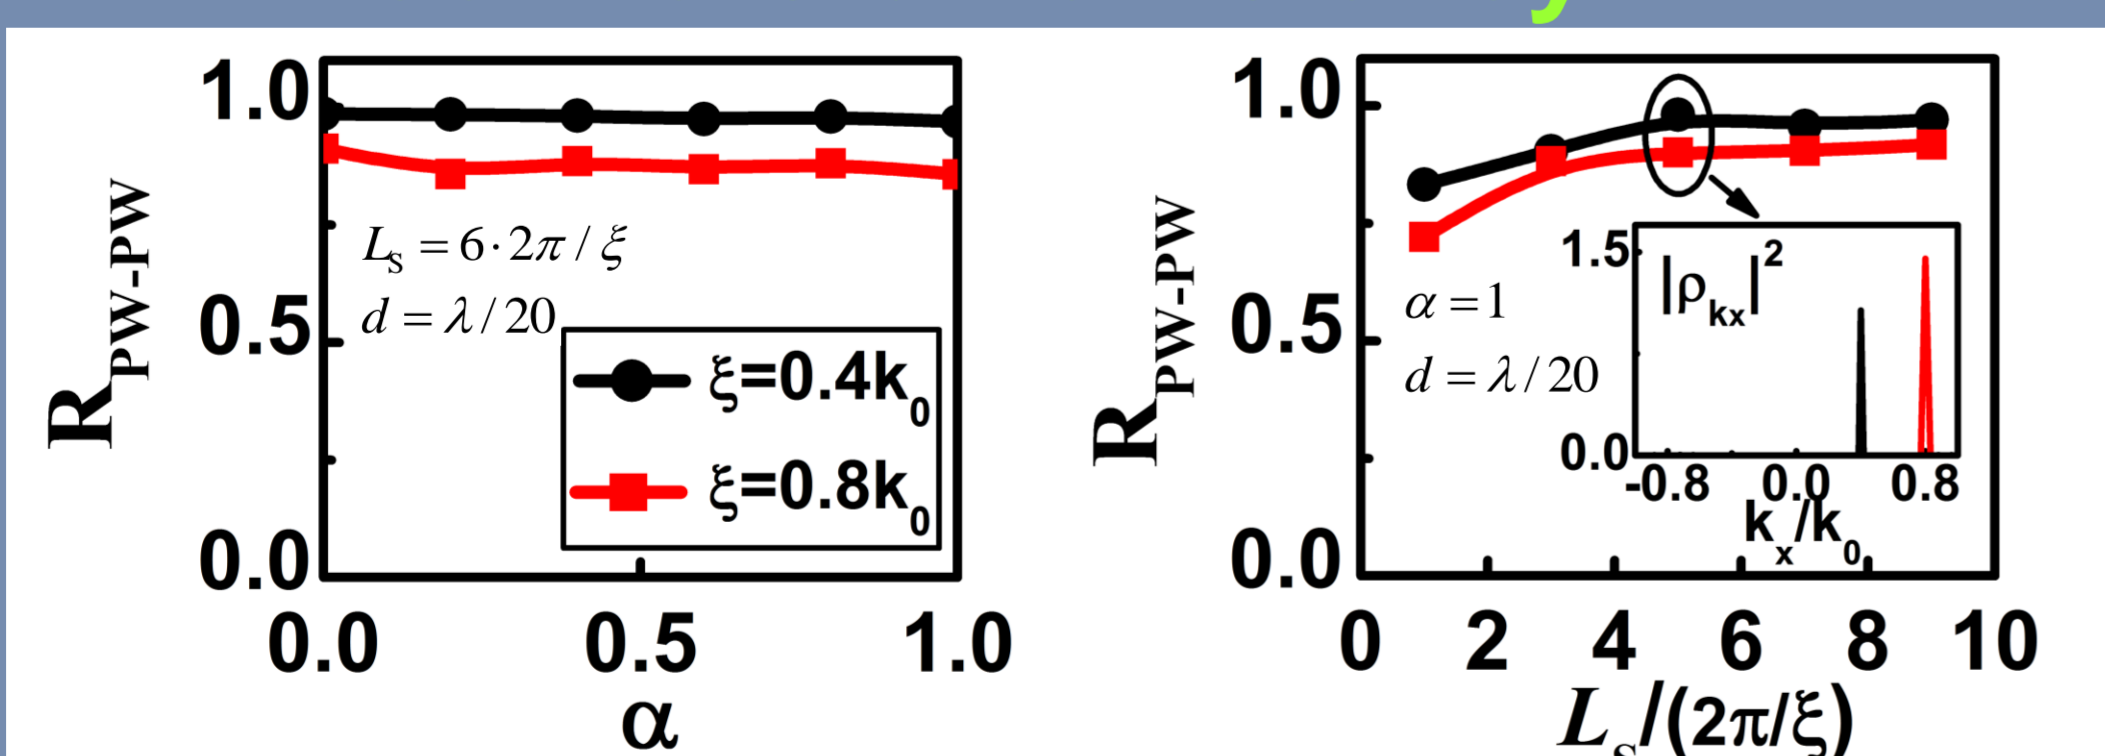 y
1.0
0.5
0.0
R_PW-PW
L_S = 6·2π / ξ
d = λ / 20
ξ=0.4k_0
ξ=0.8k_0
0.0 0.5 1.0
α
1.0
0.5
0.0
R_PW-PW
α = 1
d = λ / 20
1.5
|ρ_kx|^2
0.0
-0.8 0.0 0.8
k_x/k_0
0 2 4 6 8 10
L_s/(2π/ξ)